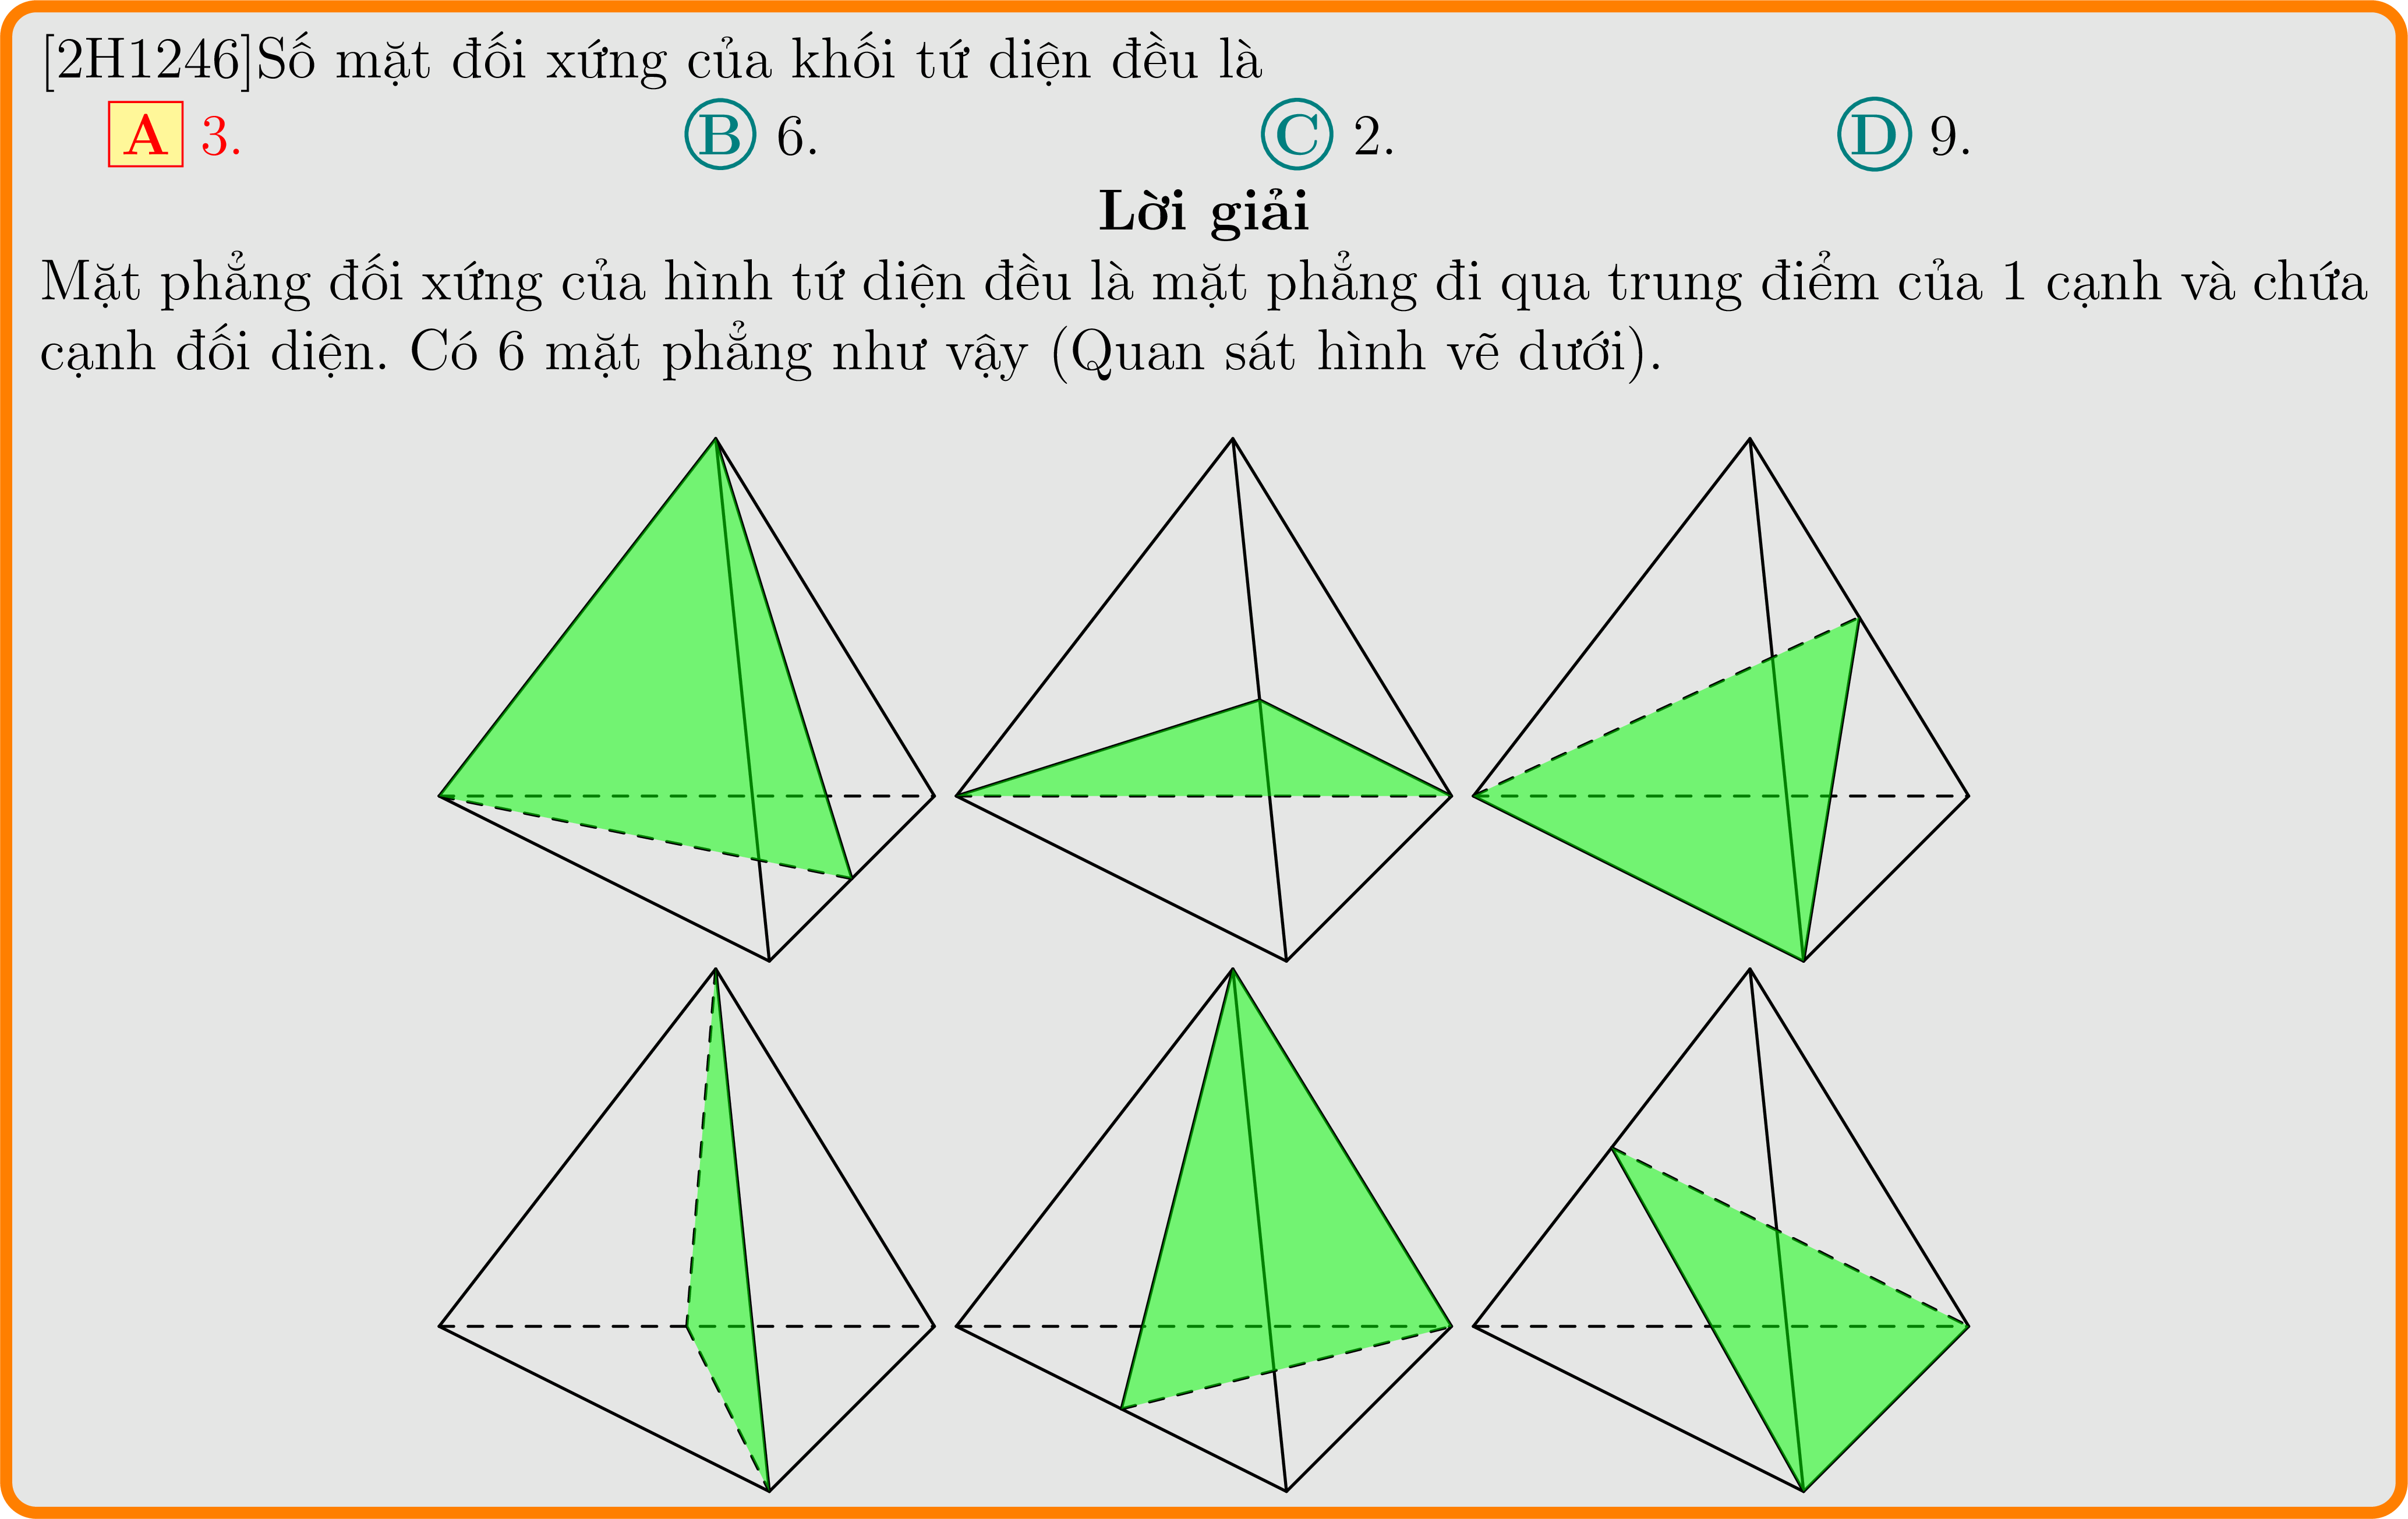 [2H1246]Số mặt đối xứng của khối tứ diện đều là
A 3. B 6. C 2. D 9.
Lời giải
Mặt phẳng đối xứng của hình tứ diện đều là mặt phẳng đi qua trung điểm của 1 cạnh và chứa
cạnh đối diện. Có 6 mặt phẳng như vậy (Quan sát hình vẽ dưới).